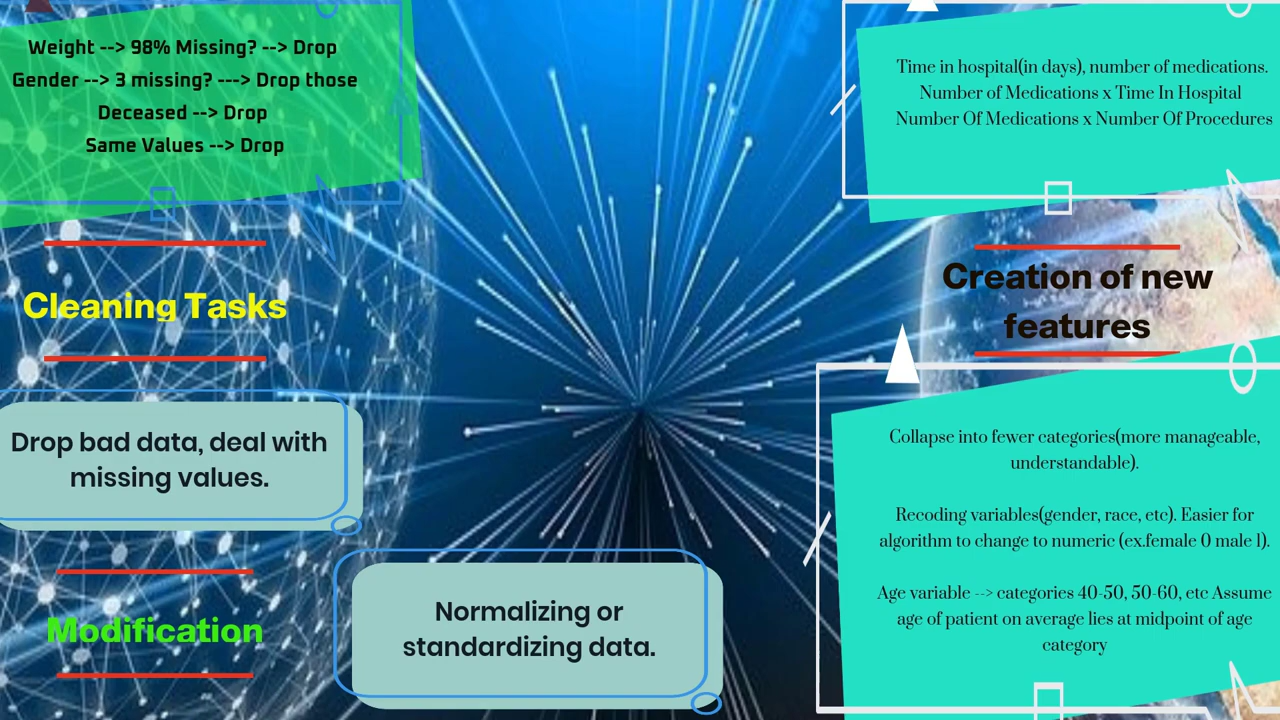 Weight --> 98% Missing? --> Drop
Gender --> 3 missing? ---> Drop those
Deceased --> Drop
Same Values --> Drop
Cleaning Tasks
Drop bad data, deal with
missing values.
Modification
Normalizing or
standardizing data.
Time in hospital(in days), number of medications.
Number of Medications x Time In Hospital
Number Of Medications x Number Of Procedures
Creation of new
features
Collapse into fewer categories(more manageable,
understandable).
Recoding variables(gender, race, etc). Easier for
algorithm to change to numeric (ex.female 0 male 1).
Age variable --> categories 40-50, 50-60, etc Assume
age of patient on average lies at midpoint of age
category